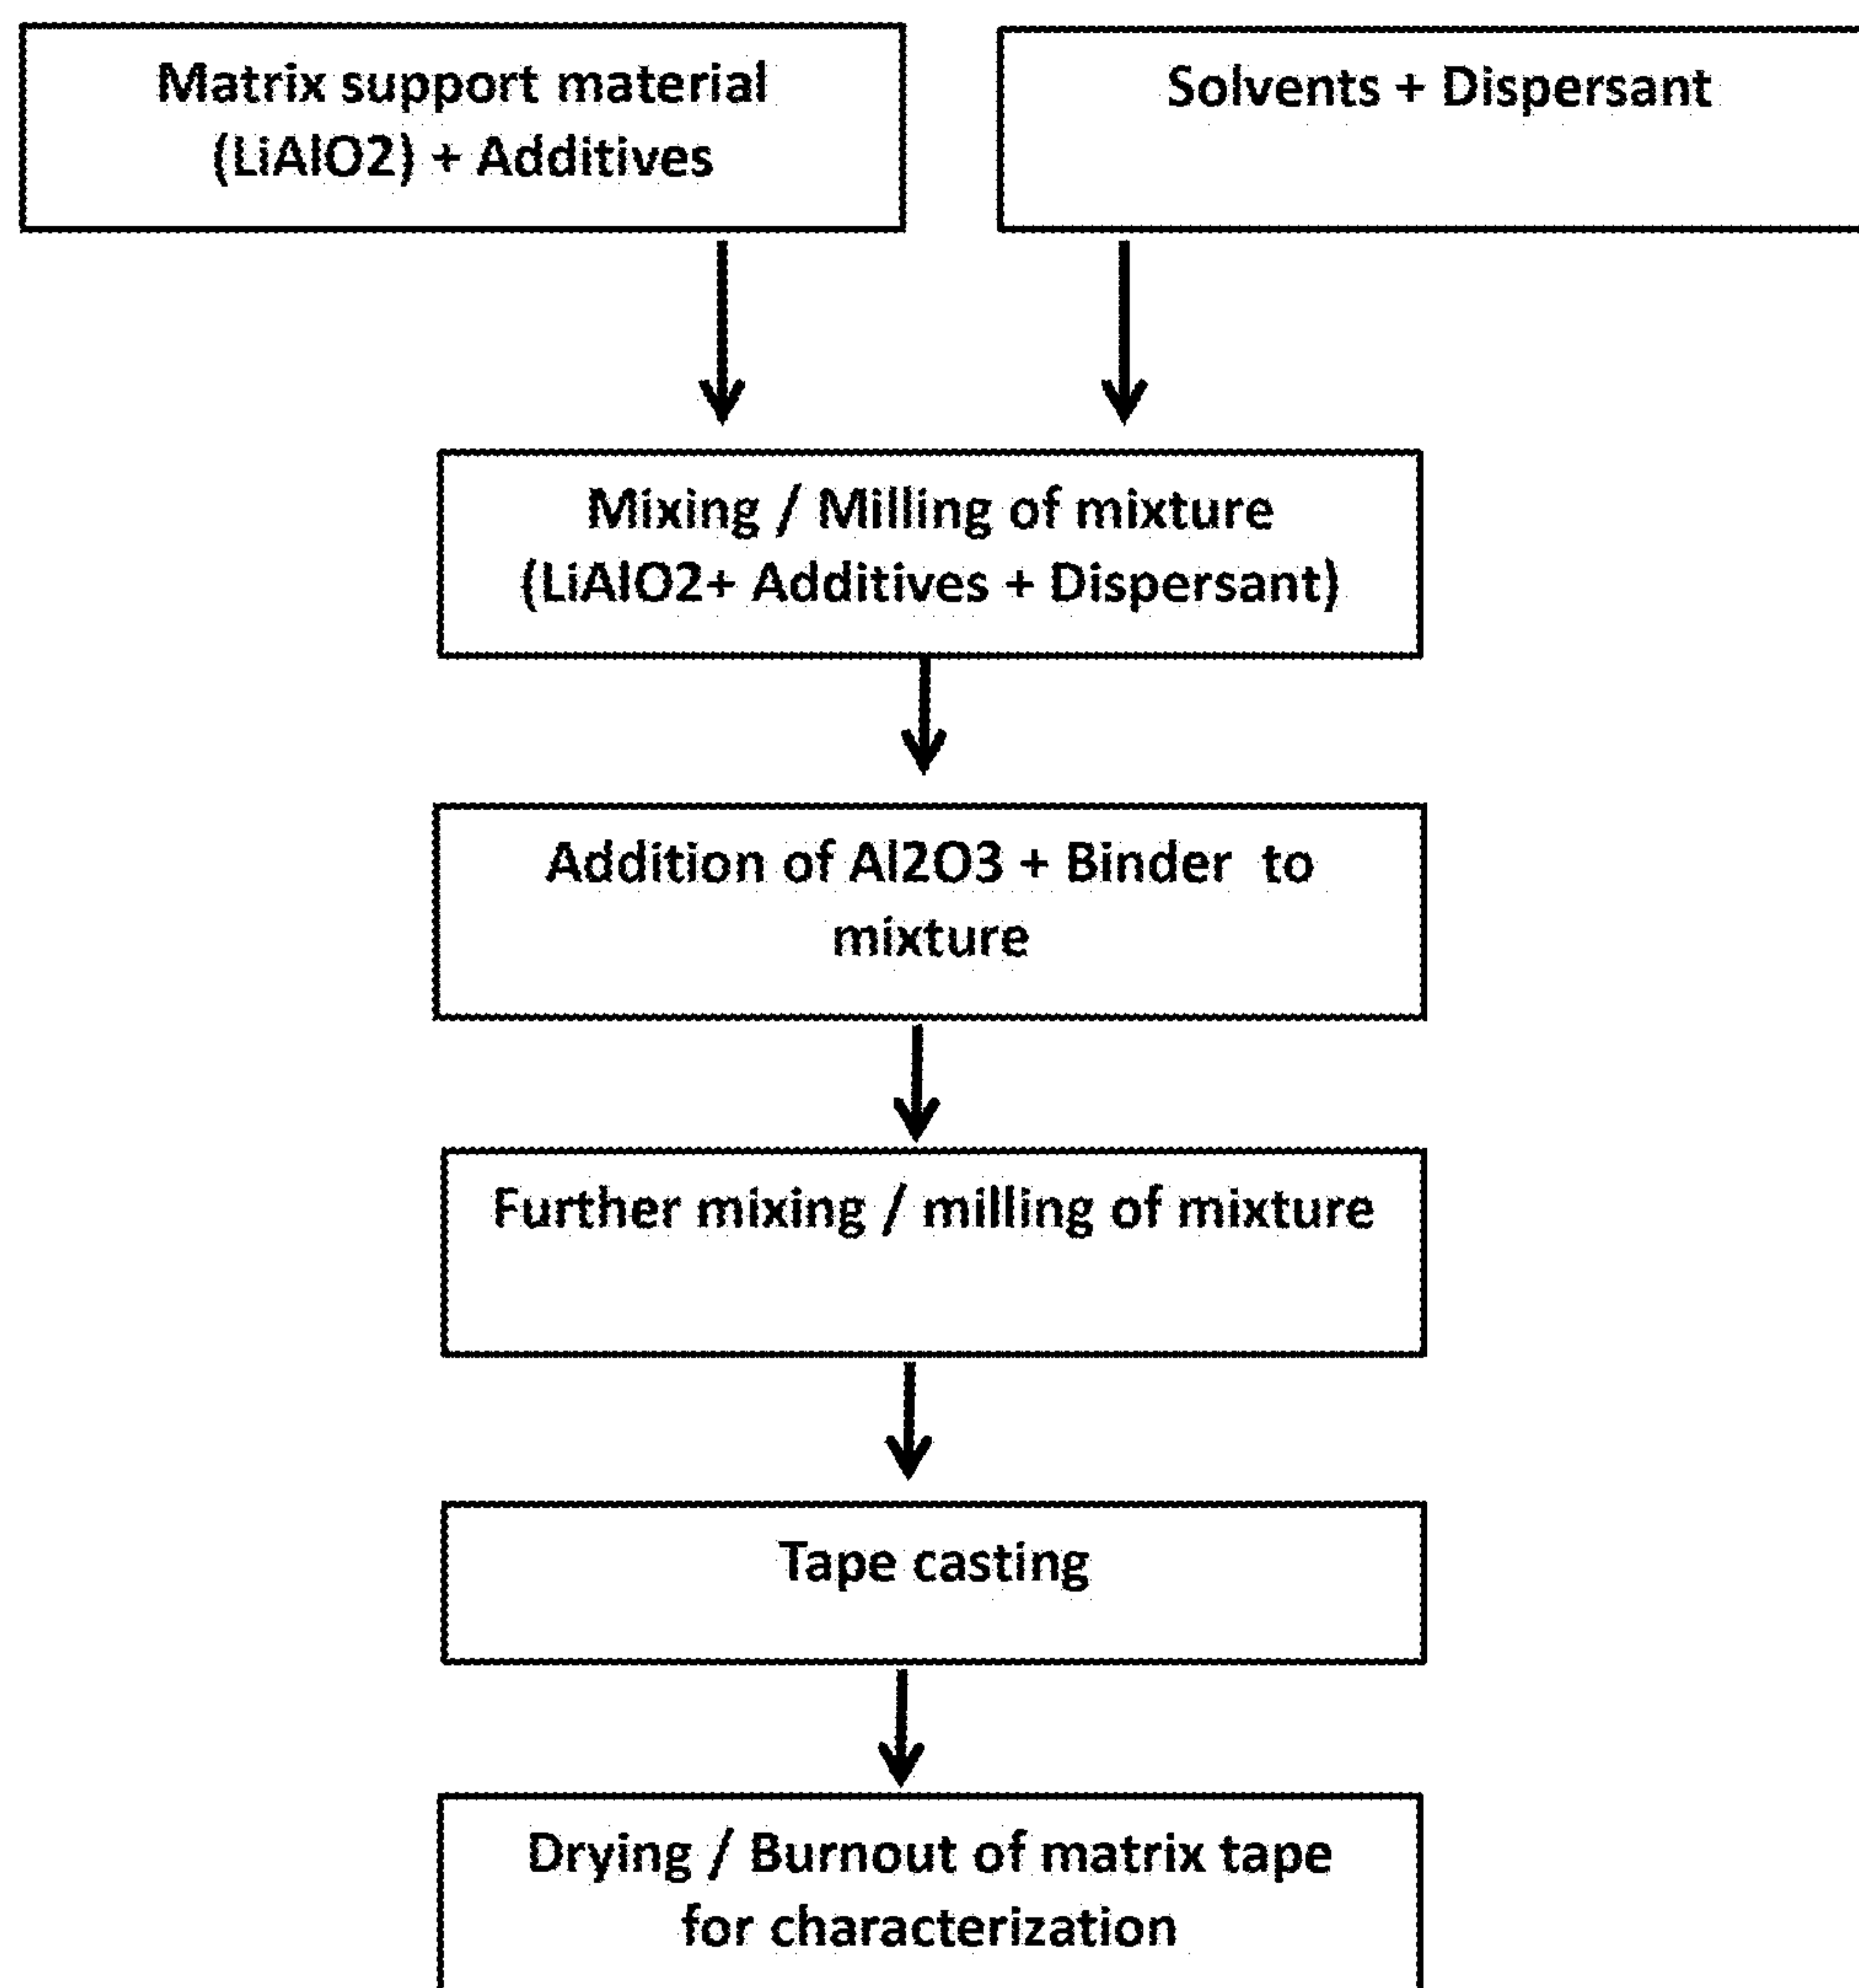 Matrix support material
(LiAlO2) + Additives
Solvents + Dispersant
Mixing / Milling of mixture
(LiAlO2+ Additives + Dispersant)
Addition of Al2O3 + Binder to
mixture
Further mixing / milling of mixture
Tape casting
Drying / Burnout of matrix tape
for characterization